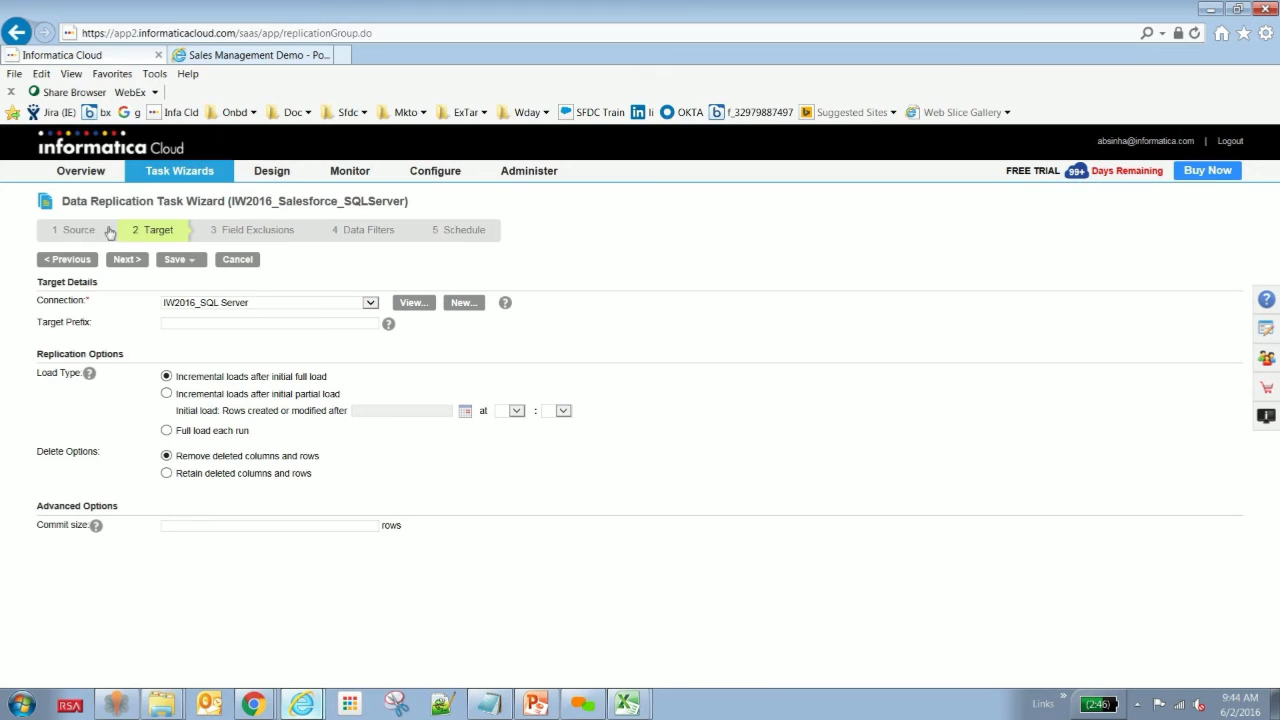 https://app2.informaticacloud.com/saas/app/replicationGroup.do
Informatica Cloud
Sales Management Demo - Po...
File Edit View Favorites Tools Help
x Share Browser WebEx
Jira (IE) bx g Infa Cld Onbd Doc Sfdc Mkto ExTar Wday SFDC Train li OKTA f_32979887497 Suggested Sites Web Slice Gallery
informatica Cloud
absinha@informatica.com | Logout
Overview Task Wizards Design Monitor Configure Administer
FREE TRIAL 99+ Days Remaining Buy Now
Data Replication Task Wizard (IW2016_Salesforce_SQLServer)
1 Source 2 Target 3 Field Exclusions 4 Data Filters 5 Schedule
< Previous Next > Save Cancel
Target Details
Connection:* IW2016_SQL Server View... New... ?
Target Prefix: ?
Replication Options
Load Type: ? Incremental loads after initial full load
Incremental loads after initial partial load
Initial load: Rows created or modified after at :
Full load each run
Delete Options: Remove deleted columns and rows
Retain deleted columns and rows
Advanced Options
Commit size: ? rows
RSA
Links
(2:46)
9:44 AM
6/2/2016